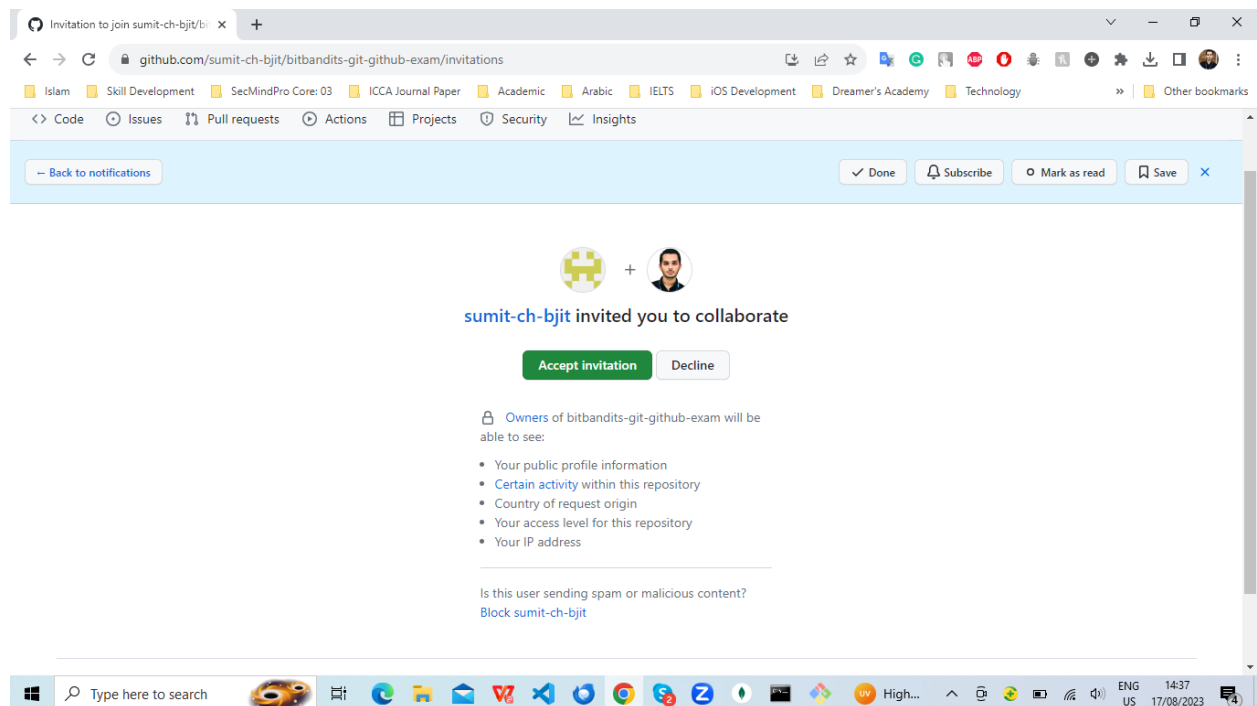 Invitation to join sumit-ch-bjit/bi
github.com/sumit-ch-bjit/bitbandits-git-github-exam/invitations
ABP
Islam Skill Development SecMindPro Core: 03 ICCA Journal Paper Academic Arabic IELTS iOS Development Dreamer's Academy Technology » Other bookmarks
<> Code Issues Pull requests Actions Projects Security Insights
← Back to notifications Done Subscribe Mark as read Save
+
sumit-ch-bjit invited you to collaborate
Accept invitation Decline
Owners of bitbandits-git-github-exam will be
able to see:
• Your public profile information
• Certain activity within this repository
• Country of request origin
• Your access level for this repository
• Your IP address
Is this user sending spam or malicious content?
Block sumit-ch-bjit
Type here to search
UV High...
ENG
US
14:37
17/08/2023
4